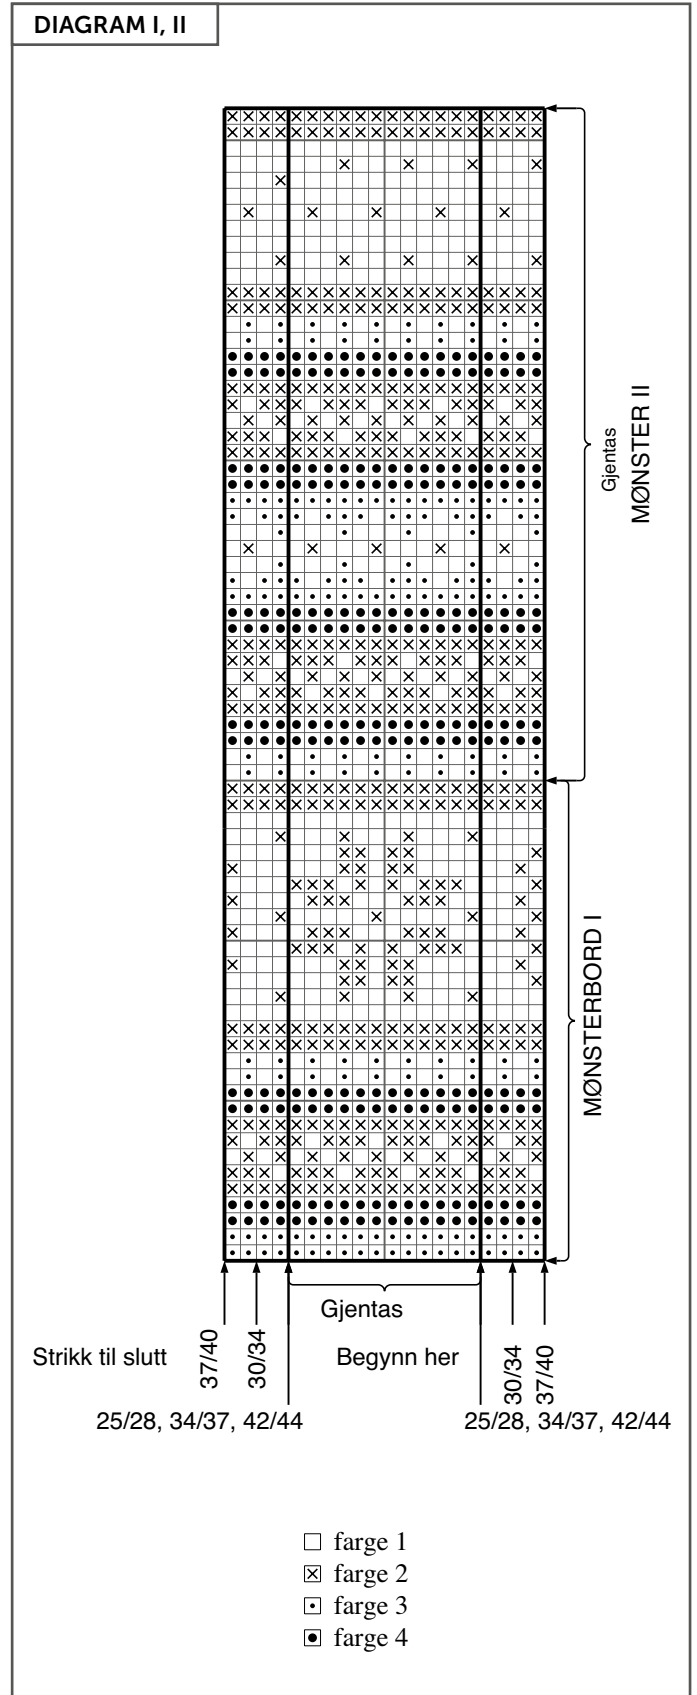 DIAGRAM I, II
Gjentas
MØNSTER II
MØNSTERBORD I
Gjentas
Strikk til slutt
37/40
30/34
Begynn her
30/34
37/40
25/28, 34/37, 42/44
25/28, 34/37, 42/44
farge 1
farge 2
farge 3
farge 4